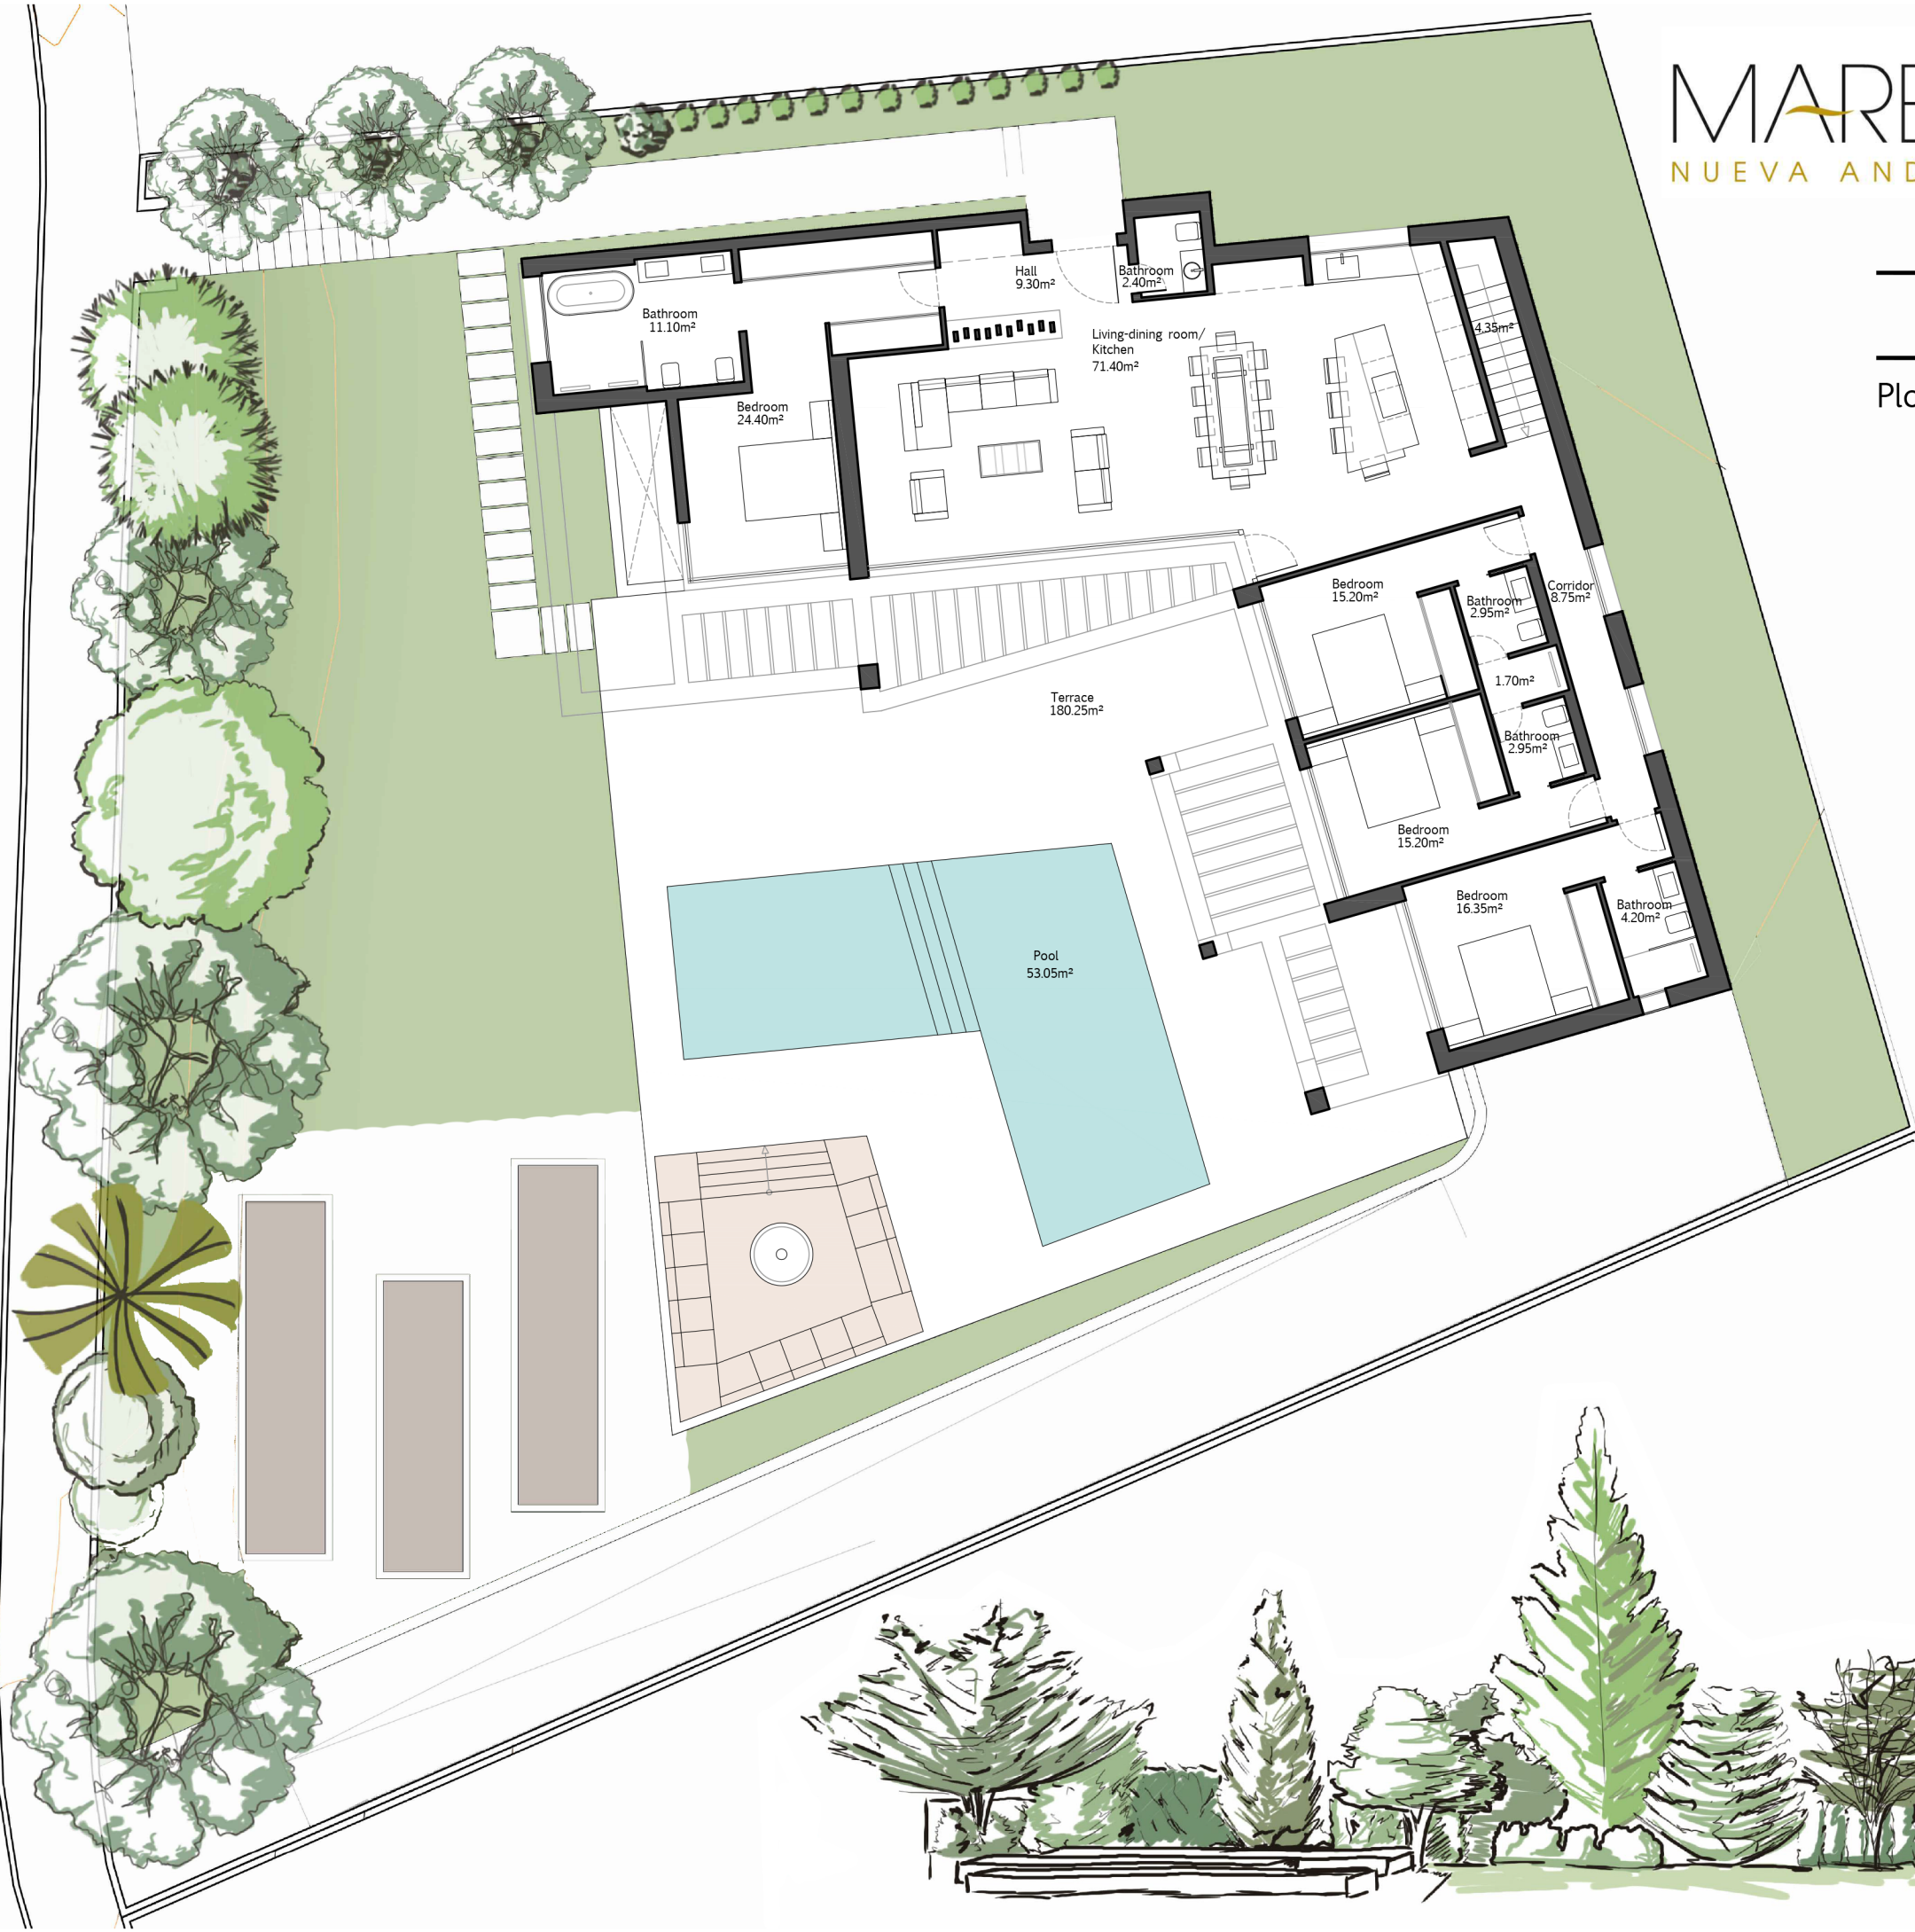 MARE
NUEVA AND
Plo
Hall
9.30m²
Bathroom
2.40m²
Bathroom
11.10m²
Living-dining room/
Kitchen
71.40m²
4.35m²
Bedroom
24.40m²
Bedroom
15.20m²
Bathroom
2.95m²
Corridor
8.75m²
1.70m²
Terrace
180.25m²
Bathroom
2.95m²
Bedroom
15.20m²
Bedroom
16.35m²
Bathroom
4.20m²
Pool
53.05m²